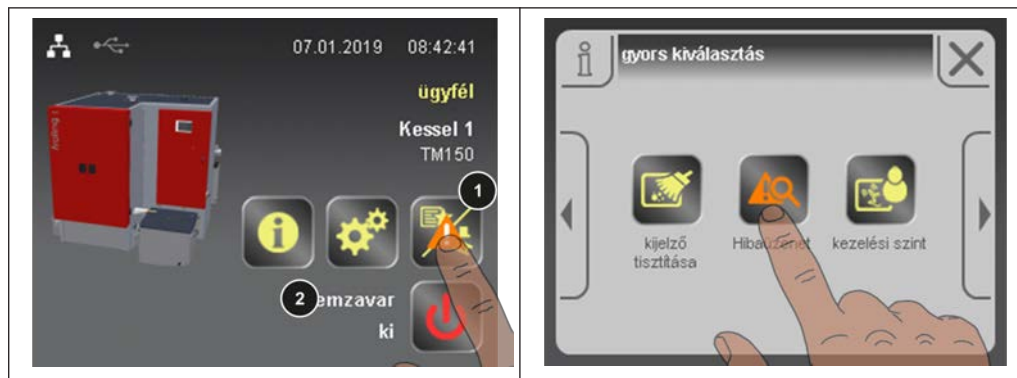 07.01.2019 08:42:41
ügyfél
Kessel 1
TM150
1
2
ki
gyors kiválasztás
kijelző
tisztítása
kezelési szint